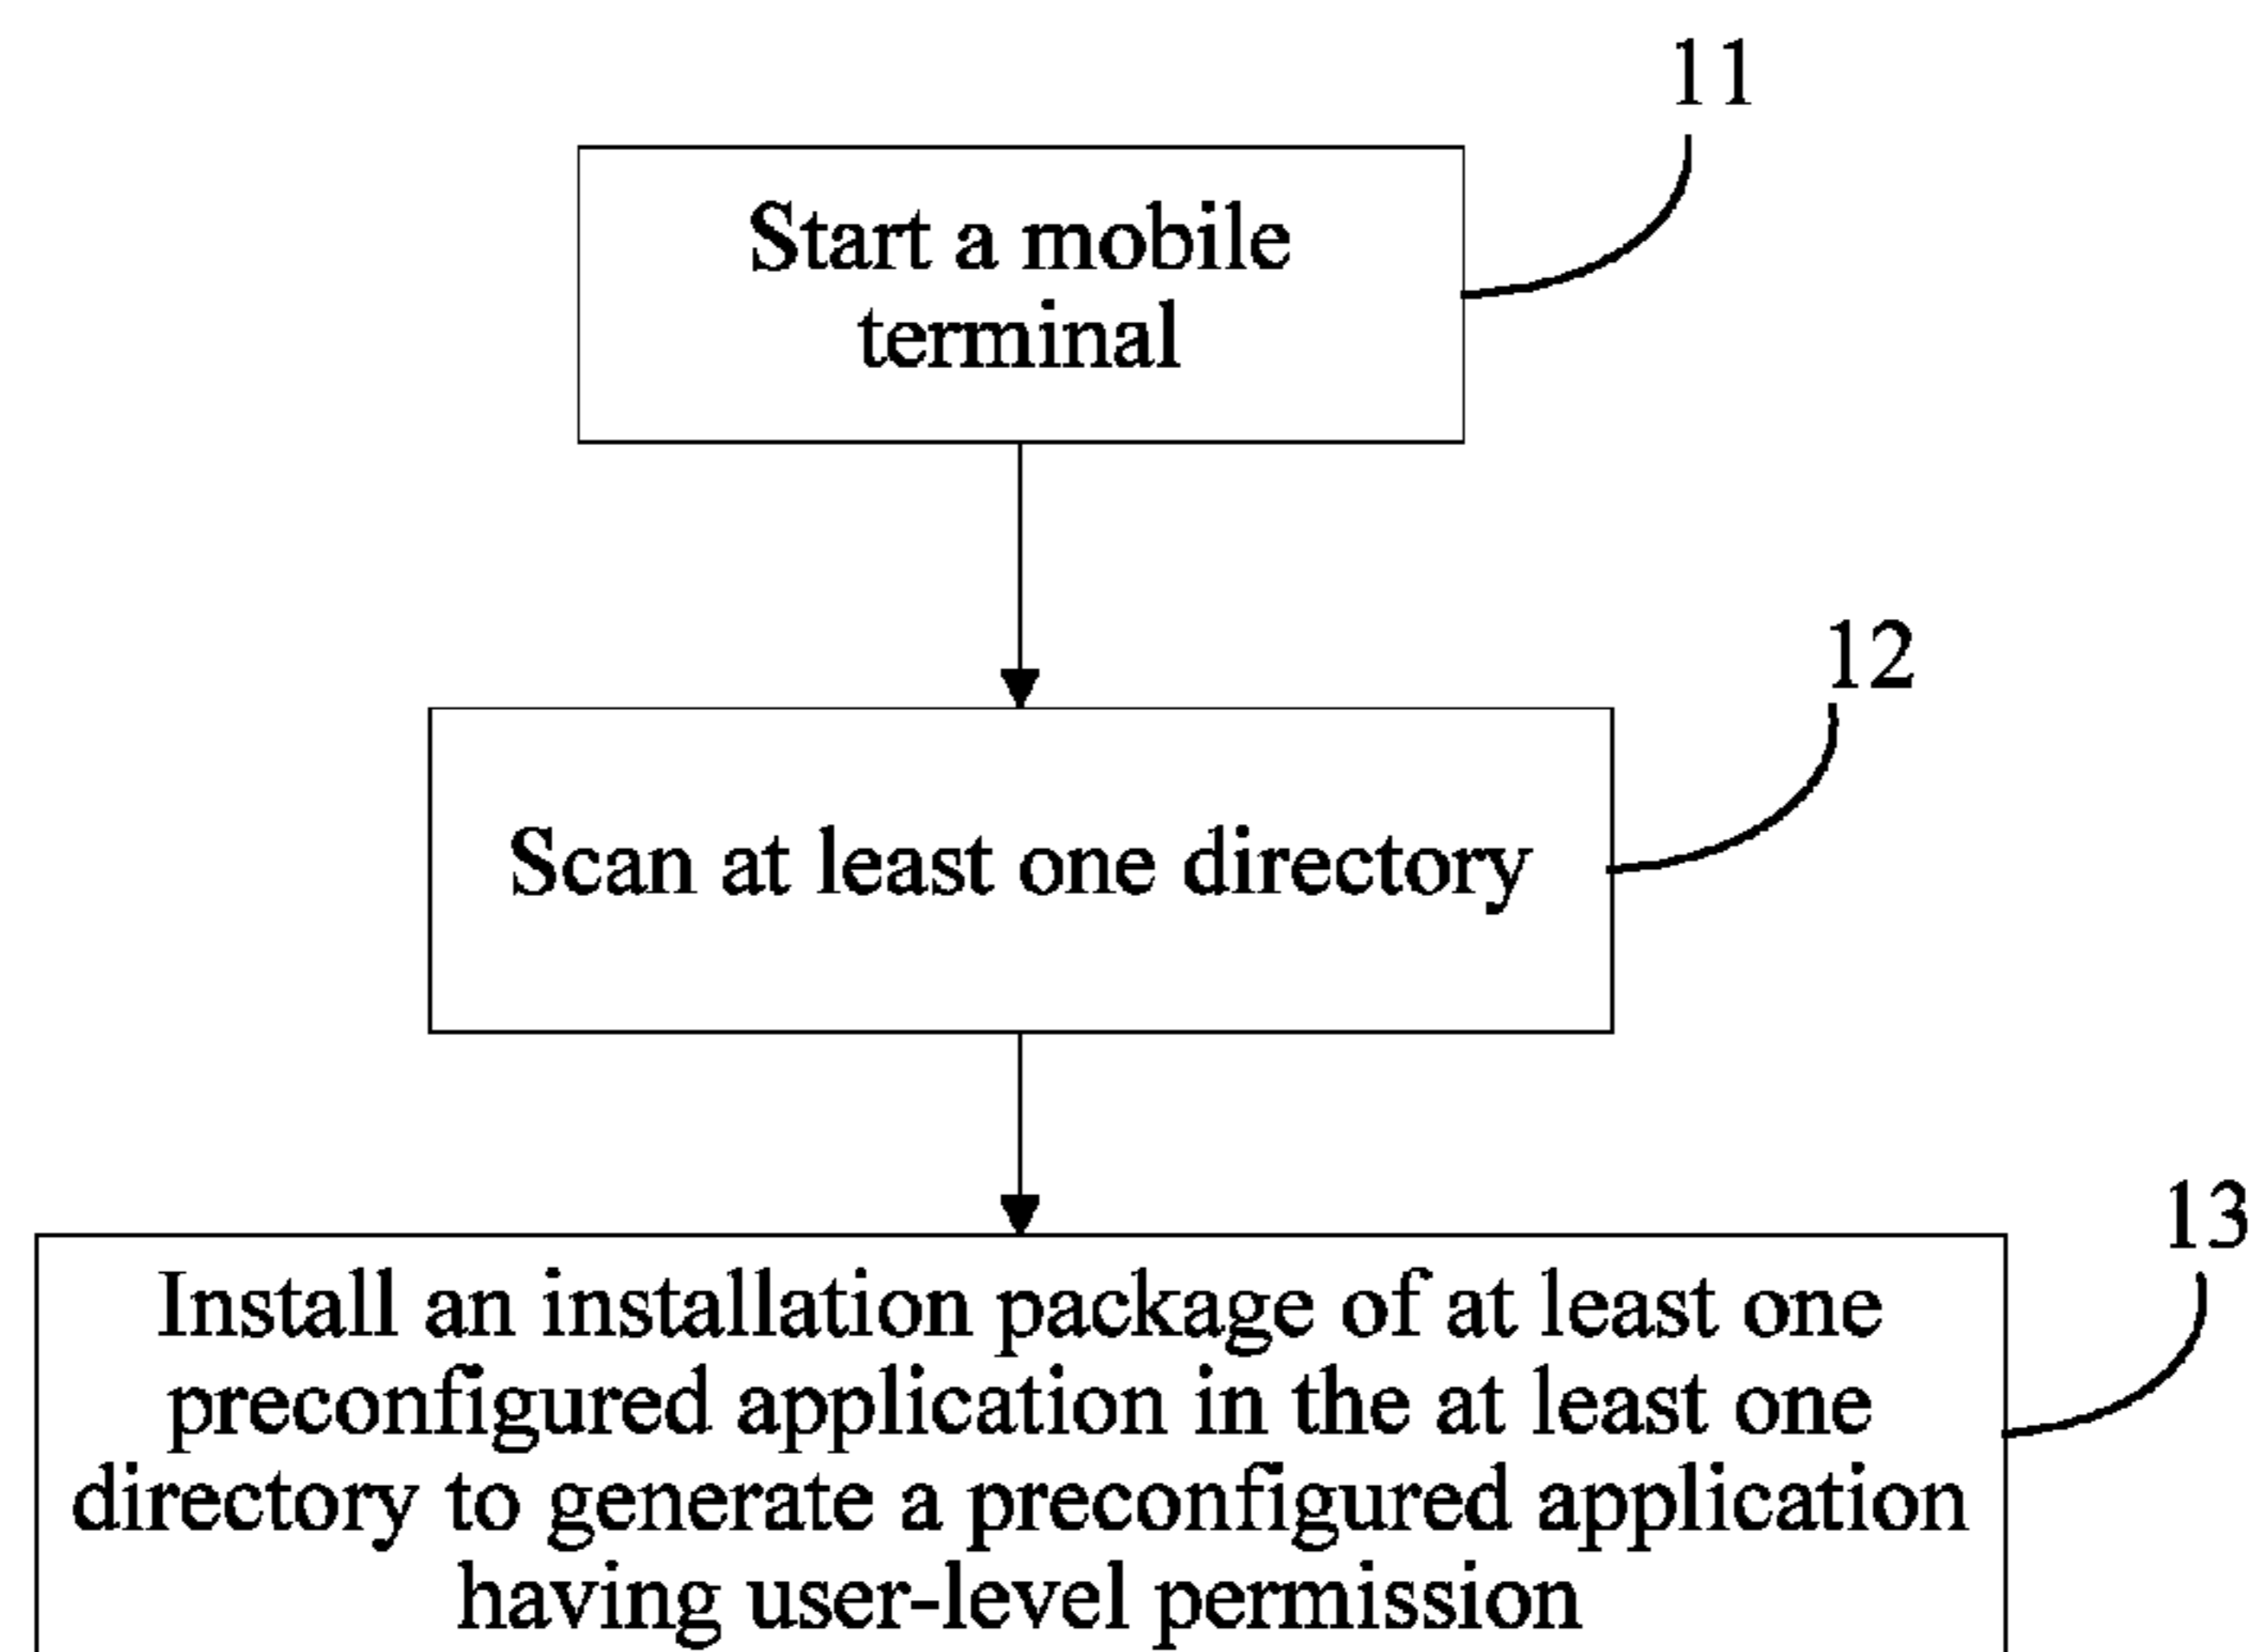 11
Start a mobile
terminal
12
Scan at least one directory
13
Install an installation package of at least one
preconfigured application in the at least one
directory to generate a preconfigured application
having user-level permission